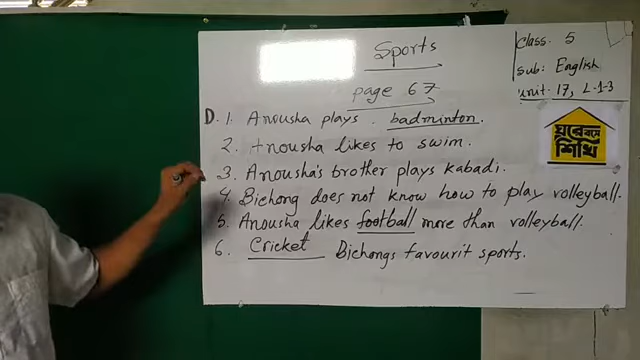 Sports
page 67
Class. 5
Sub: English
unit. 17, L-1-3
D. 1. Anousha plays. badminton.
2. Anousha likes to swim.
3. Anousha's brother plays kabadi.
4. Bichong does not know how to play volleyball.
5. Anousha likes football more than volleyball.
6. Cricket Bichongs favourit sports.
ঘরে বসে
শিখি